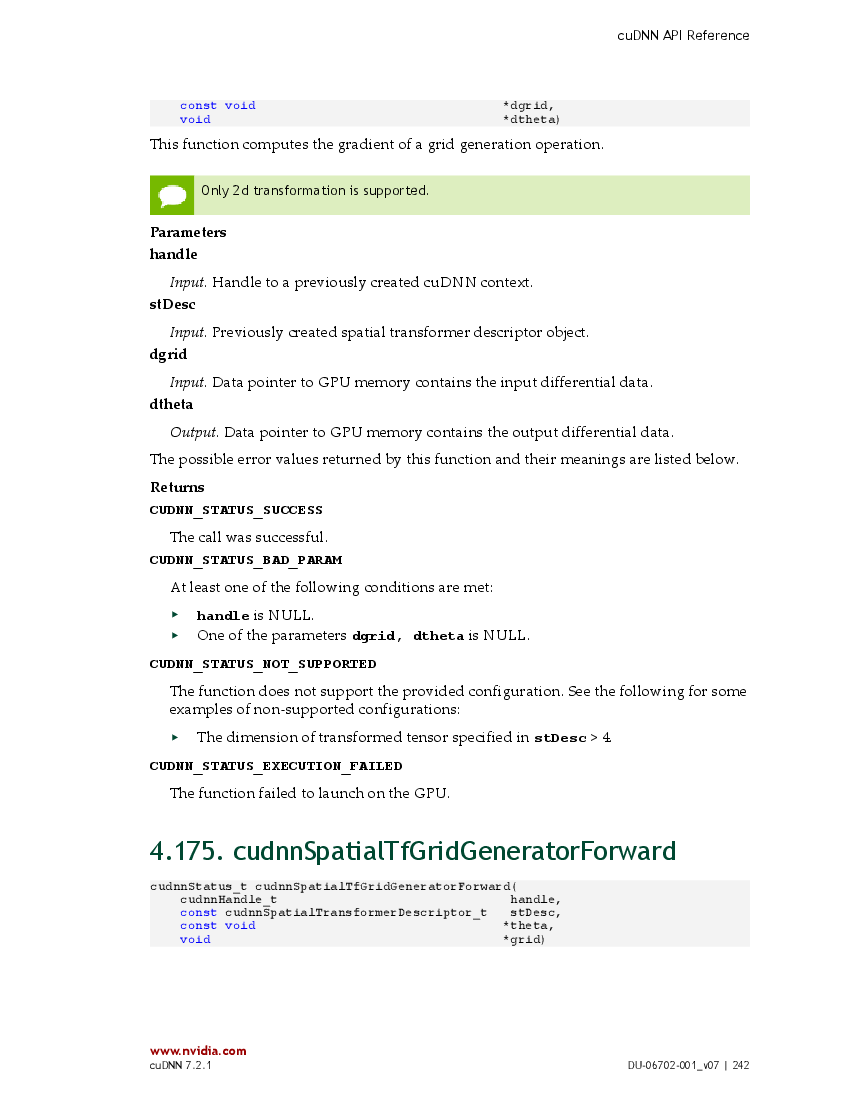 cuDNN API Reference
const void *dgrid,
void *dtheta)
This function computes the gradient of a grid generation operation.
Only 2d transformation is supported.
Parameters
handle
Input. Handle to a previously created cuDNN context.
stDesc
Input. Previously created spatial transformer descriptor object.
dgrid
Input. Data pointer to GPU memory contains the input differential data.
dtheta
Output. Data pointer to GPU memory contains the output differential data.
The possible error values returned by this function and their meanings are listed below.
Returns
CUDNN_STATUS_SUCCESS
The call was successful.
CUDNN_STATUS_BAD_PARAM
At least one of the following conditions are met:
▸ handle is NULL.
▸ One of the parameters dgrid, dtheta is NULL.
CUDNN_STATUS_NOT_SUPPORTED
The function does not support the provided configuration. See the following for some
examples of non-supported configurations:
▸ The dimension of transformed tensor specified in stDesc > 4.
CUDNN_STATUS_EXECUTION_FAILED
The function failed to launch on the GPU.
4.175. cudnnSpatialTfGridGeneratorForward
cudnnStatus_t cudnnSpatialTfGridGeneratorForward(
cudnnHandle_t handle,
const cudnnSpatialTransformerDescriptor_t stDesc,
const void *theta,
void *grid)
www.nvidia.com
cuDNN 7.2.1 DU-06702-001_v07 | 242